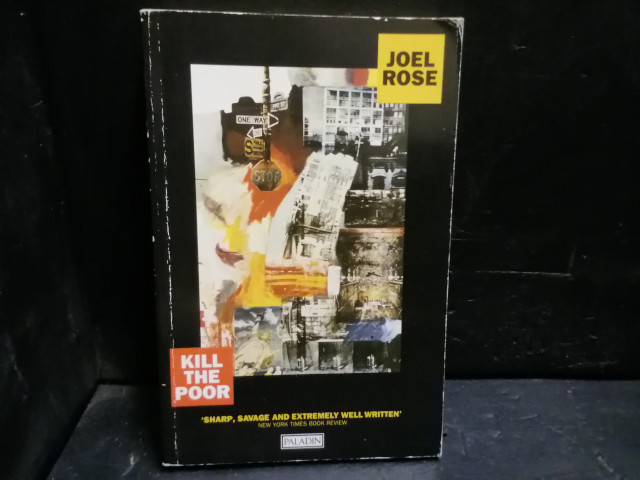 JOEL
ROSE
ONE WAY
STOP
KILL
THE
POOR
'SHARP, SAVAGE AND EXTREMELY WELL WRITTEN'
NEW YORK TIMES BOOK REVIEW
PALADIN